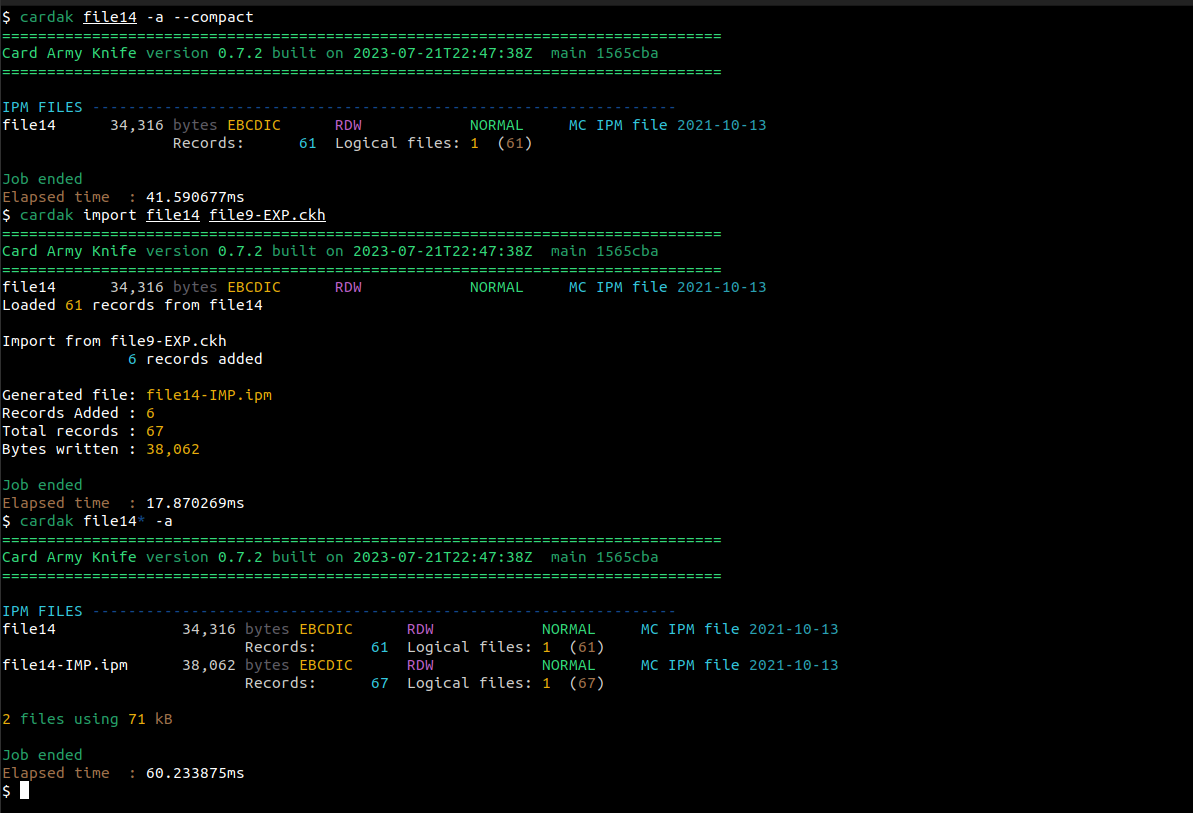 $ cardak file14 -a --compact
================================================================================
Card Army Knife version 0.7.2 built on 2023-07-21T22:47:38Z  main 1565cba
================================================================================

IPM FILES -----------------------------------------------------------------
file14      34,316 bytes EBCDIC      RDW            NORMAL     MC IPM file 2021-10-13
                   Records:      61  Logical files: 1  (61)

Job ended
Elapsed time  : 41.590677ms
$ cardak import file14 file9-EXP.ckh
================================================================================
Card Army Knife version 0.7.2 built on 2023-07-21T22:47:38Z  main 1565cba
================================================================================
file14      34,316 bytes EBCDIC      RDW            NORMAL     MC IPM file 2021-10-13
Loaded 61 records from file14

Import from file9-EXP.ckh
              6 records added

Generated file: file14-IMP.ipm
Records Added : 6
Total records : 67
Bytes written : 38,062

Job ended
Elapsed time  : 17.870269ms
$ cardak file14* -a
================================================================================
Card Army Knife version 0.7.2 built on 2023-07-21T22:47:38Z  main 1565cba
================================================================================

IPM FILES -----------------------------------------------------------------
file14              34,316 bytes EBCDIC      RDW            NORMAL     MC IPM file 2021-10-13
                           Records:      61  Logical files: 1  (61)
file14-IMP.ipm      38,062 bytes EBCDIC      RDW            NORMAL     MC IPM file 2021-10-13
                           Records:      67  Logical files: 1  (67)

2 files using 71 kB

Job ended
Elapsed time  : 60.233875ms
$